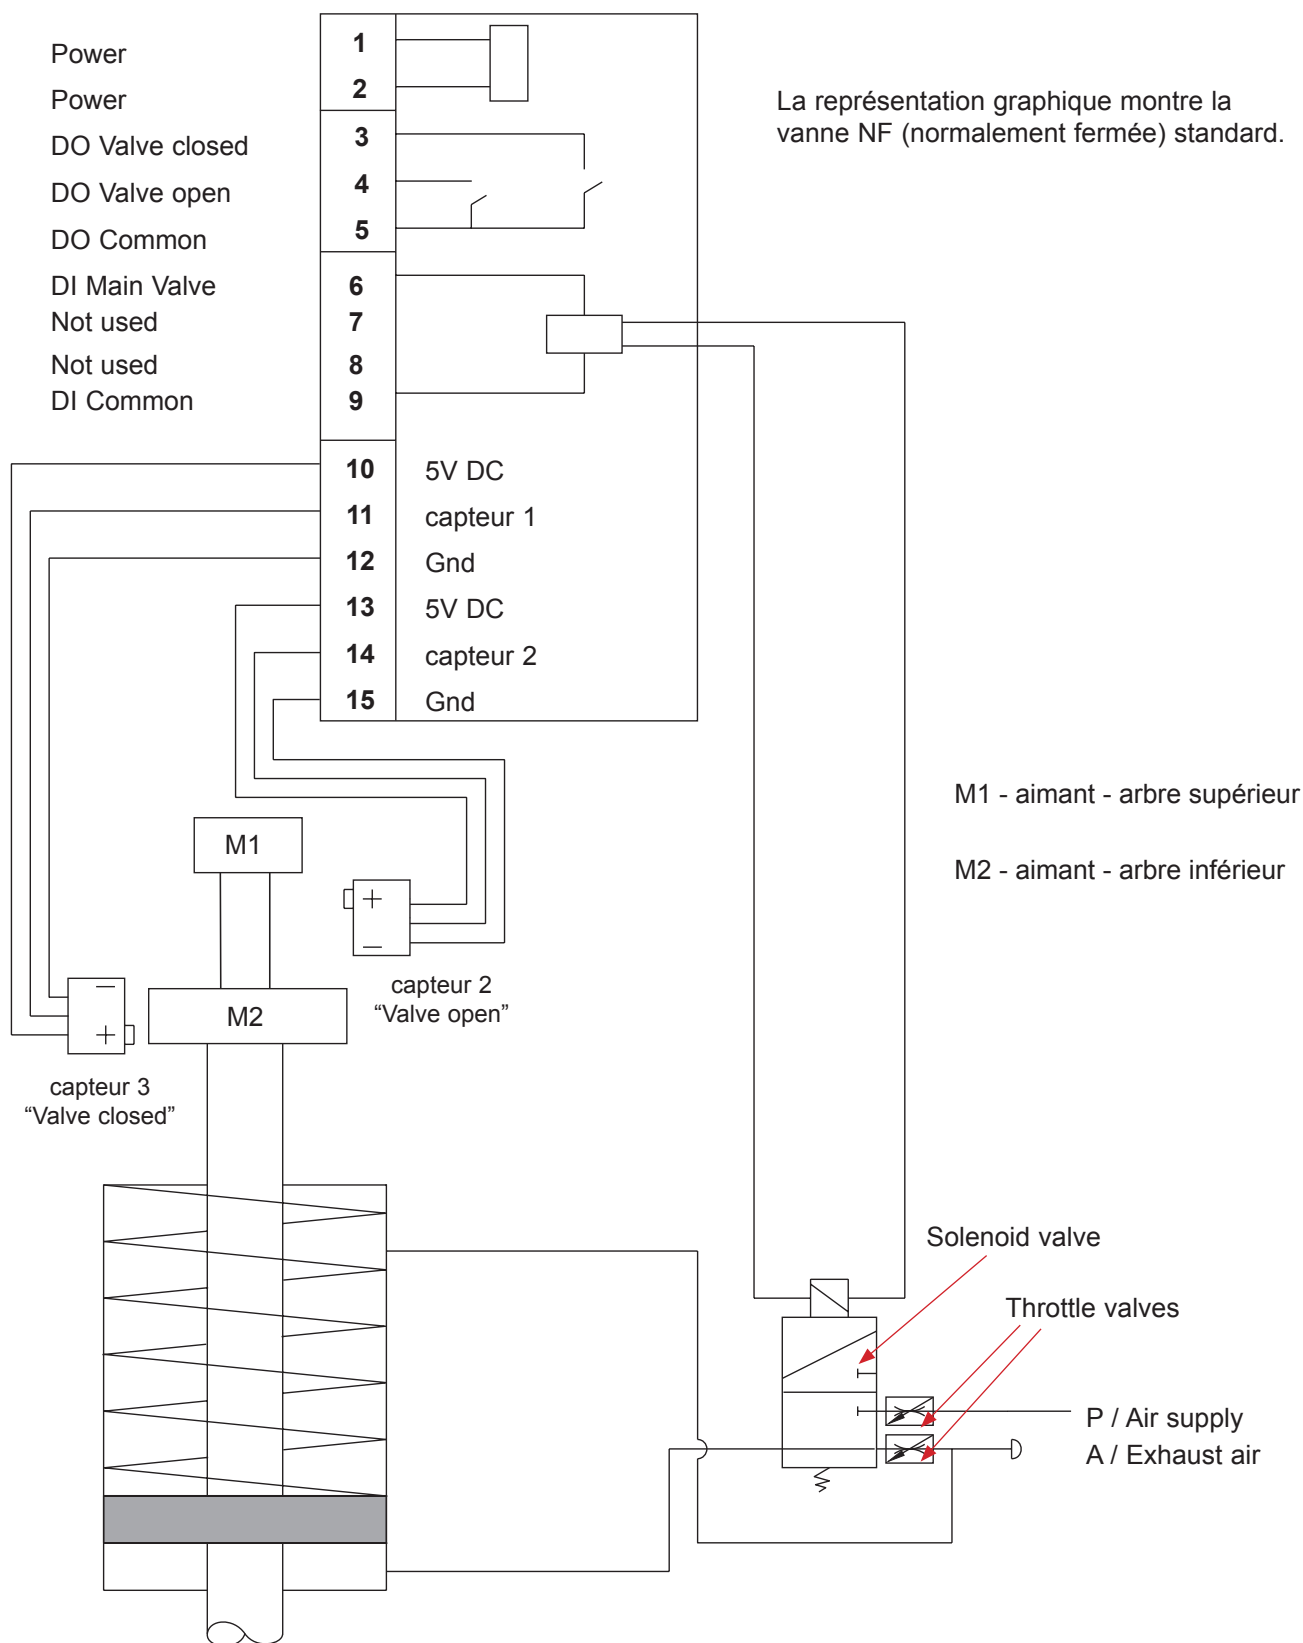 Power
1
Power
2
DO Valve closed
3
DO Valve open
4
DO Common
5
DI Main Valve
6
Not used
7
Not used
8
DI Common
9
La représentation graphique montre la
vanne NF (normalement fermée) standard.
10 5V DC
11 capteur 1
12 Gnd
13 5V DC
14 capteur 2
15 Gnd
M1 - aimant - arbre supérieur
M2 - aimant - arbre inférieur
M1
+
–
capteur 2
“Valve open”
M2
–
+
capteur 3
“Valve closed”
Solenoid valve
Throttle valves
P / Air supply
A / Exhaust air